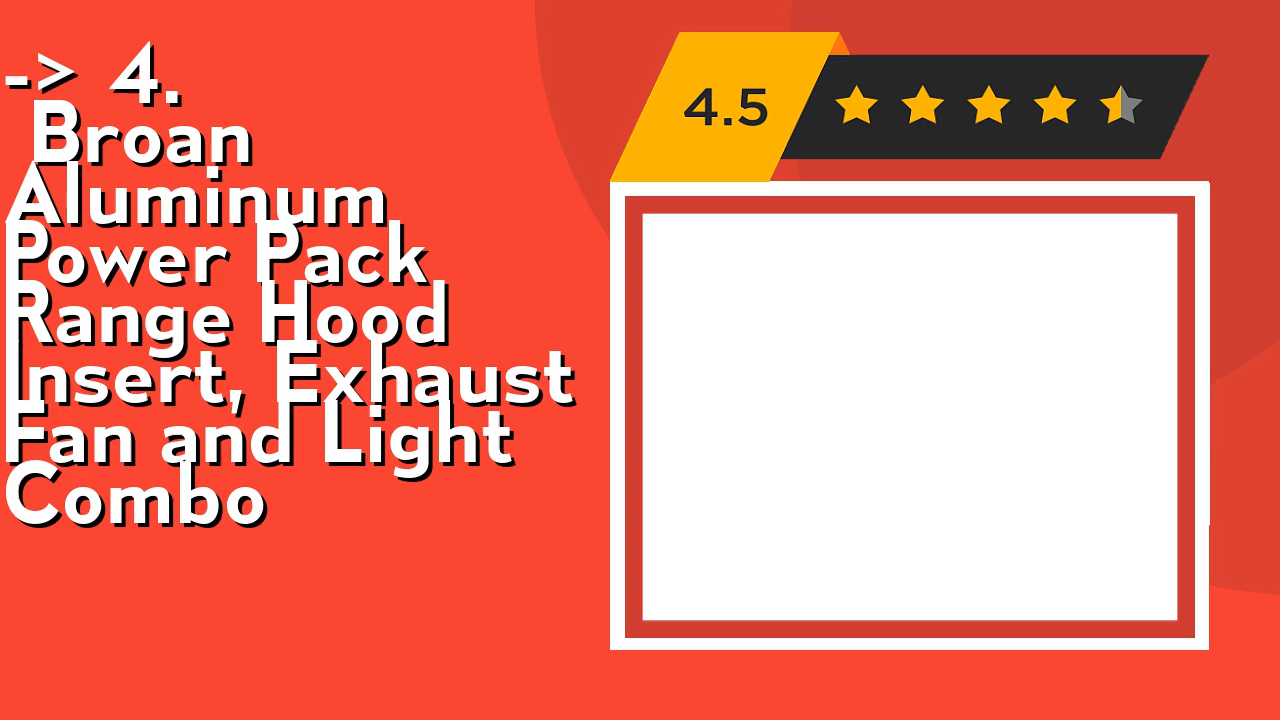 -> 4.
Broan
Aluminum
Power Pack
Range Hood
Insert, Exhaust
Fan and Light
Combo
4.5